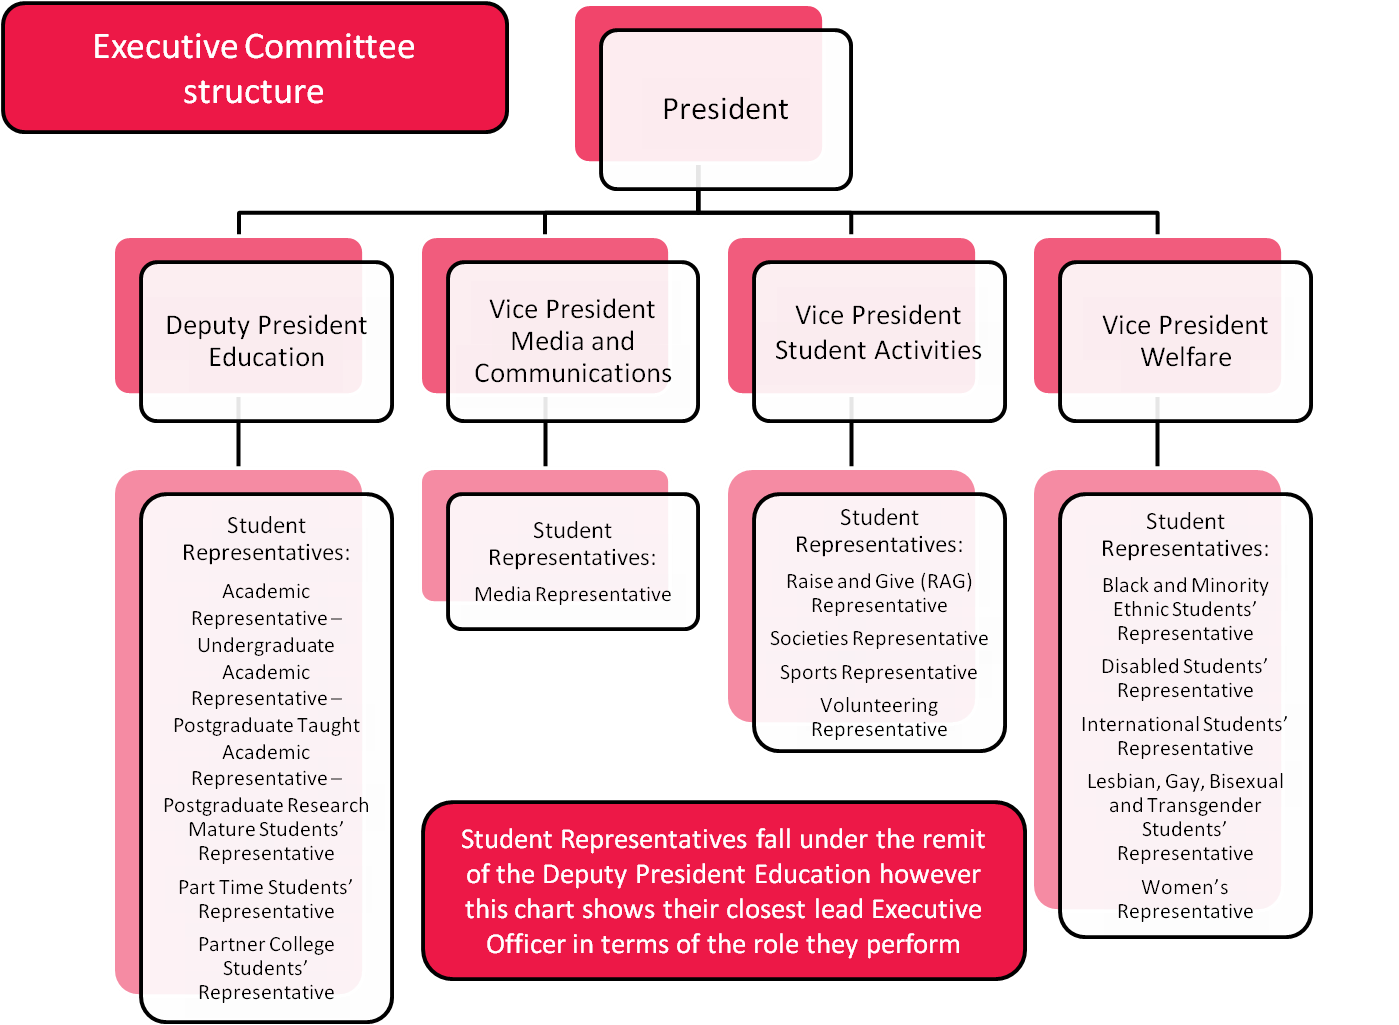 Executive Committee
structure
President
Deputy President
Education
Vice President
Media and
Communications
Vice President
Student Activities
Vice President
Welfare
Student
Representatives:
Academic
Representative –
Undergraduate
Academic
Representative –
Postgraduate Taught
Academic
Representative –
Postgraduate Research
Mature Students’
Representative
Part Time Students’
Representative
Partner College
Students’
Representative
Student
Representatives:
Media Representative
Student
Representatives:
Raise and Give (RAG)
Representative
Societies Representative
Sports Representative
Volunteering
Representative
Student
Representatives:
Black and Minority
Ethnic Students’
Representative
Disabled Students’
Representative
International Students’
Representative
Lesbian, Gay, Bisexual
and Transgender
Students’
Representative
Women’s
Representative
Student Representatives fall under the remit
of the Deputy President Education however
this chart shows their closest lead Executive
Officer in terms of the role they perform